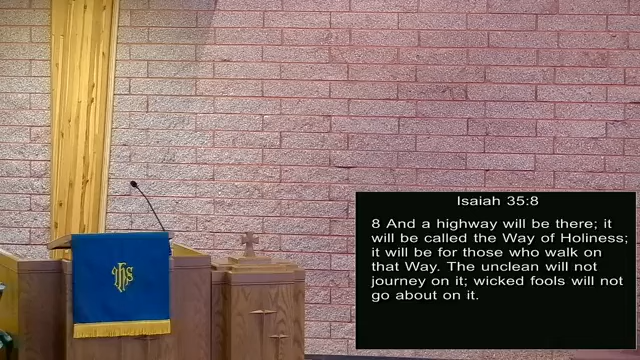 Isaiah 35:8
8 And a highway will be there; it
will be called the Way of Holiness;
it will be for those who walk on
that Way. The unclean will not
journey on it; wicked fools will not
go about on it.
ihs